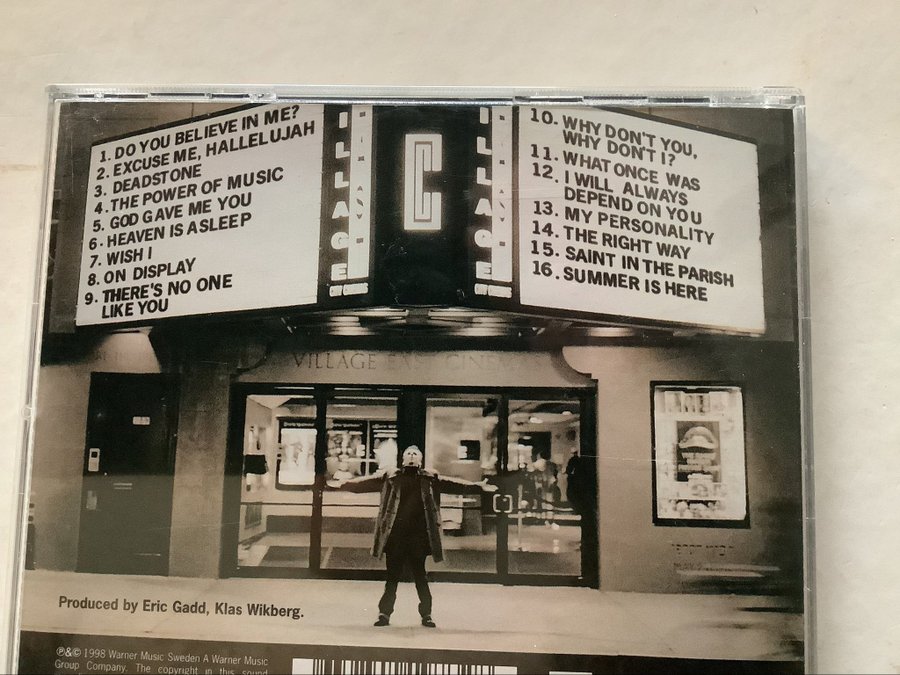 1. DO YOU BELIEVE IN ME?
2. EXCUSE ME, HALLELUJAH
3. DEADSTONE
4. THE POWER OF MUSIC
5. GOD GAVE ME YOU
6. HEAVEN IS ASLEEP
7. WISH I
8. ON DISPLAY
9. THERE'S NO ONE
LIKE YOU
ILLAGE
C
ILLAGE
10. WHY DON'T YOU,
WHY DON'T I?
11. WHAT ONCE WAS
12. I WILL ALWAYS
DEPEND ON YOU
13. MY PERSONALITY
14. THE RIGHT WAY
15. SAINT IN THE PARISH
16. SUMMER IS HERE
VILLAGE EAST CINEMA
Produced by Eric Gadd, Klas Wikberg.
℗&© 1998 Warner Music Sweden A Warner Music
Group Company. The copyright in this sound